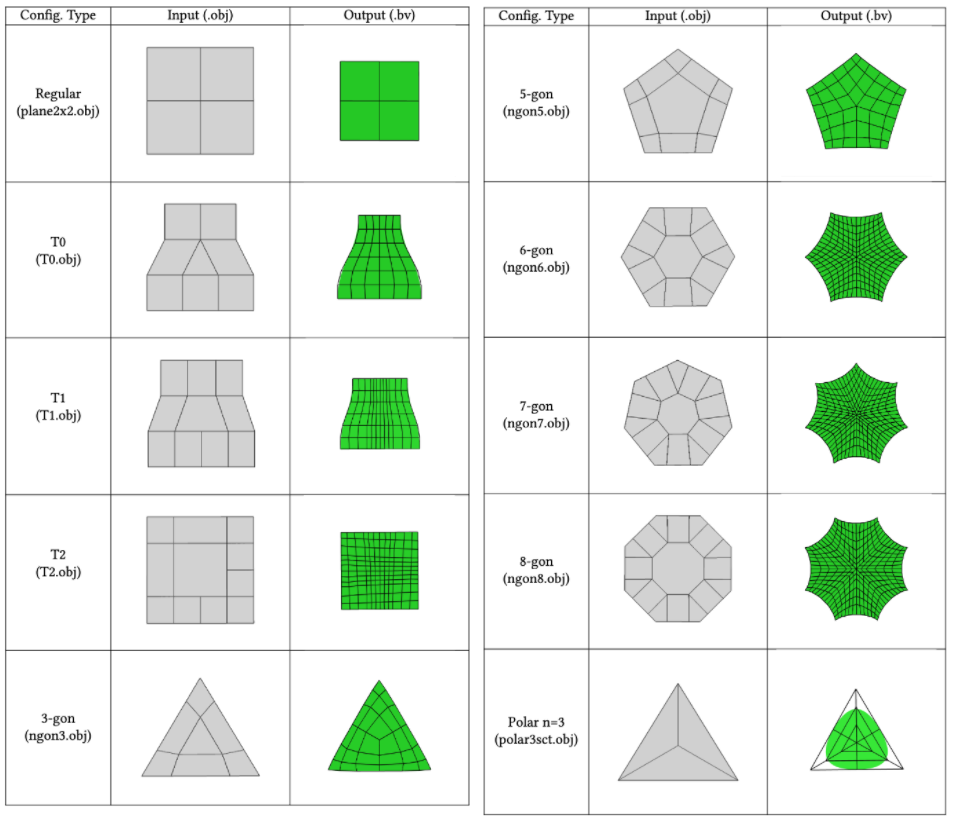 Config. Type Input (.obj) Output (.bv)
Regular
(plane2x2.obj)
T0
(T0.obj)
T1
(T1.obj)
T2
(T2.obj)
3-gon
(ngon3.obj)
Config. Type Input (.obj) Output (.bv)
5-gon
(ngon5.obj)
6-gon
(ngon6.obj)
7-gon
(ngon7.obj)
8-gon
(ngon8.obj)
Polar n=3
(polar3sct.obj)